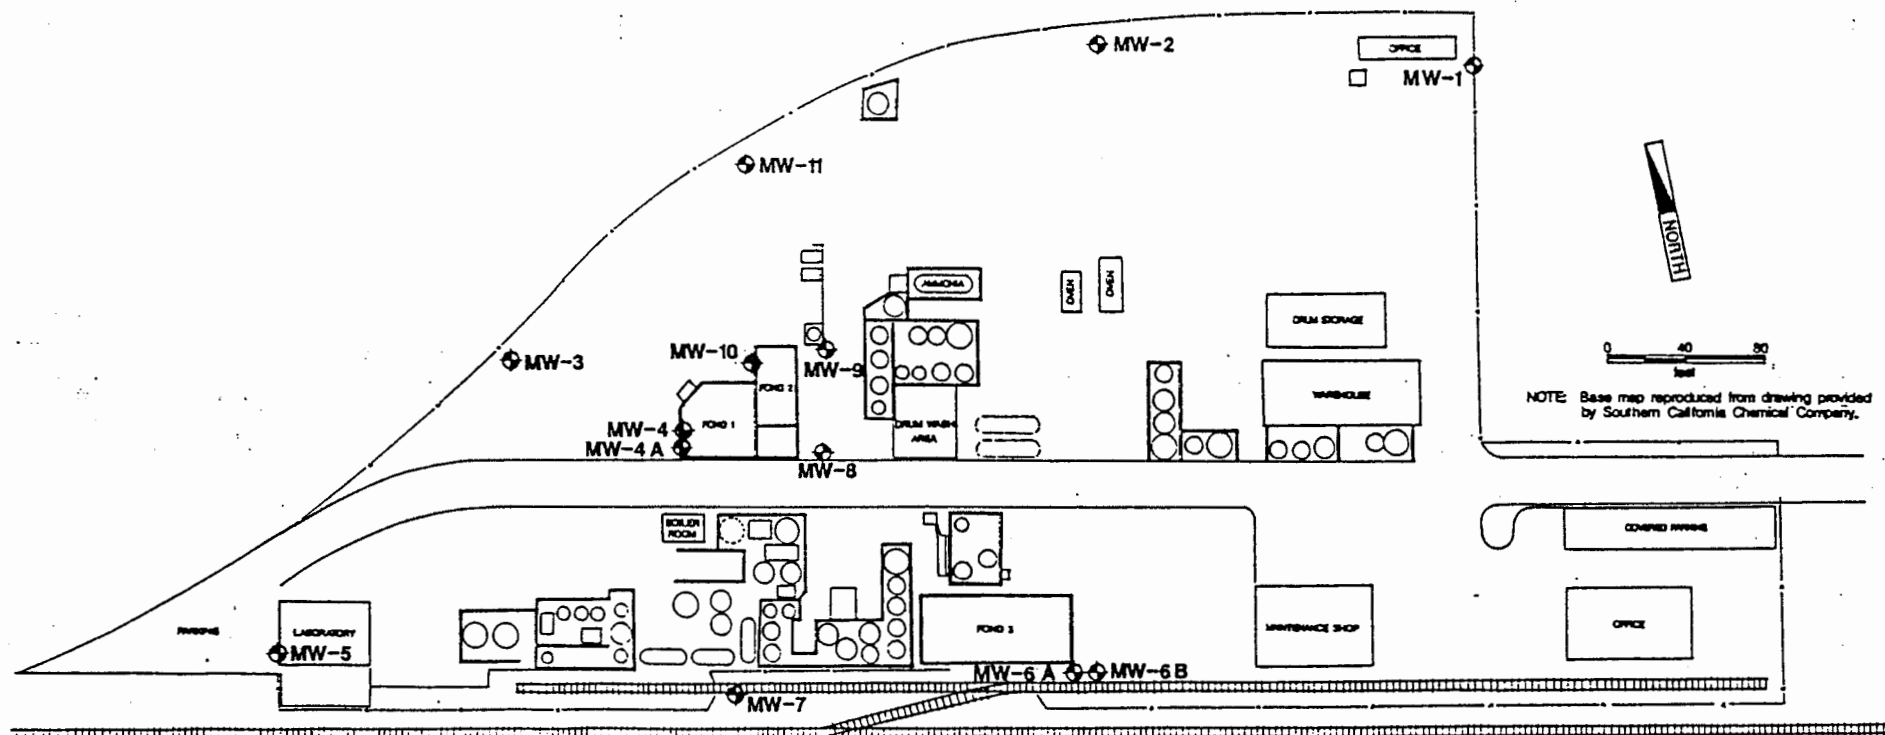 MW-2
OFFICE
MW-1
MW-11
NORTH
AMMONIA
OVEN
OVEN
DRUM STORAGE
0 40 80
feet
MW-10
MW-9
MW-3
POND 2
WAREHOUSE
NOTE: Base map reproduced from drawing provided
by Southern California Chemical Company.
MW-4
POND 1
DRUM WASH
AREA
MW-4 A
MW-8
BOILER
ROOM
COVERED PARKING
PARKING
LABORATORY
POND 3
MAINTENANCE SHOP
OFFICE
MW-5
MW-6 A
MW-6 B
MW-7